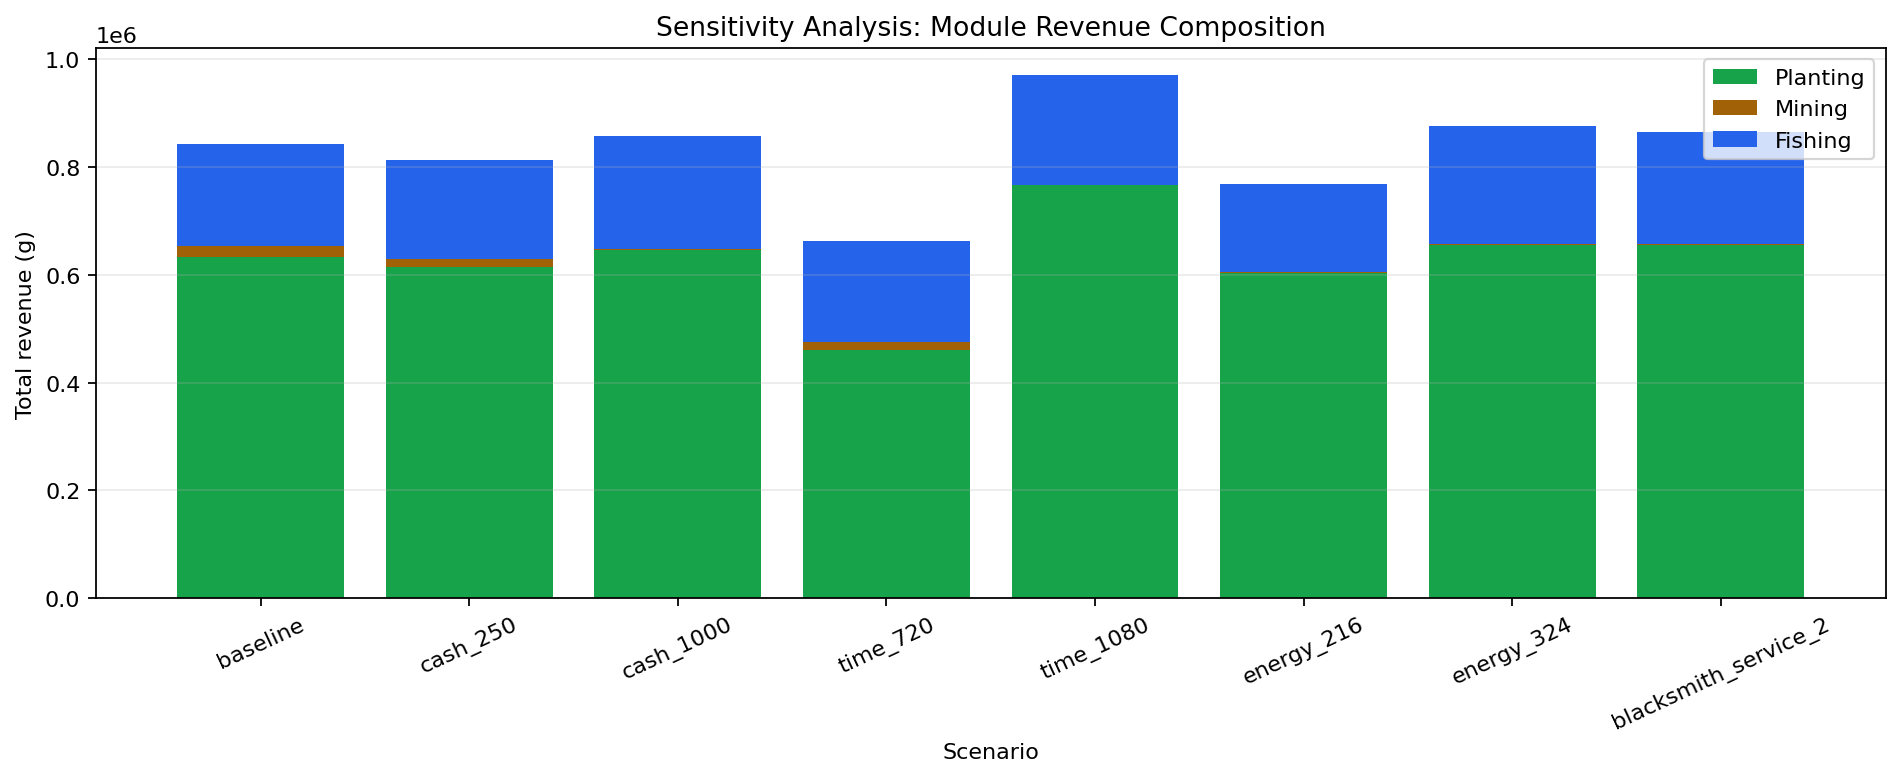 Sensitivity Analysis: Module Revenue Composition
1e6
1.0
0.8
0.6
0.4
0.2
0.0
Total revenue (g)
Planting
Mining
Fishing
baseline
cash_250
cash_1000
time_720
time_1080
energy_216
energy_324
blacksmith_service_2
Scenario